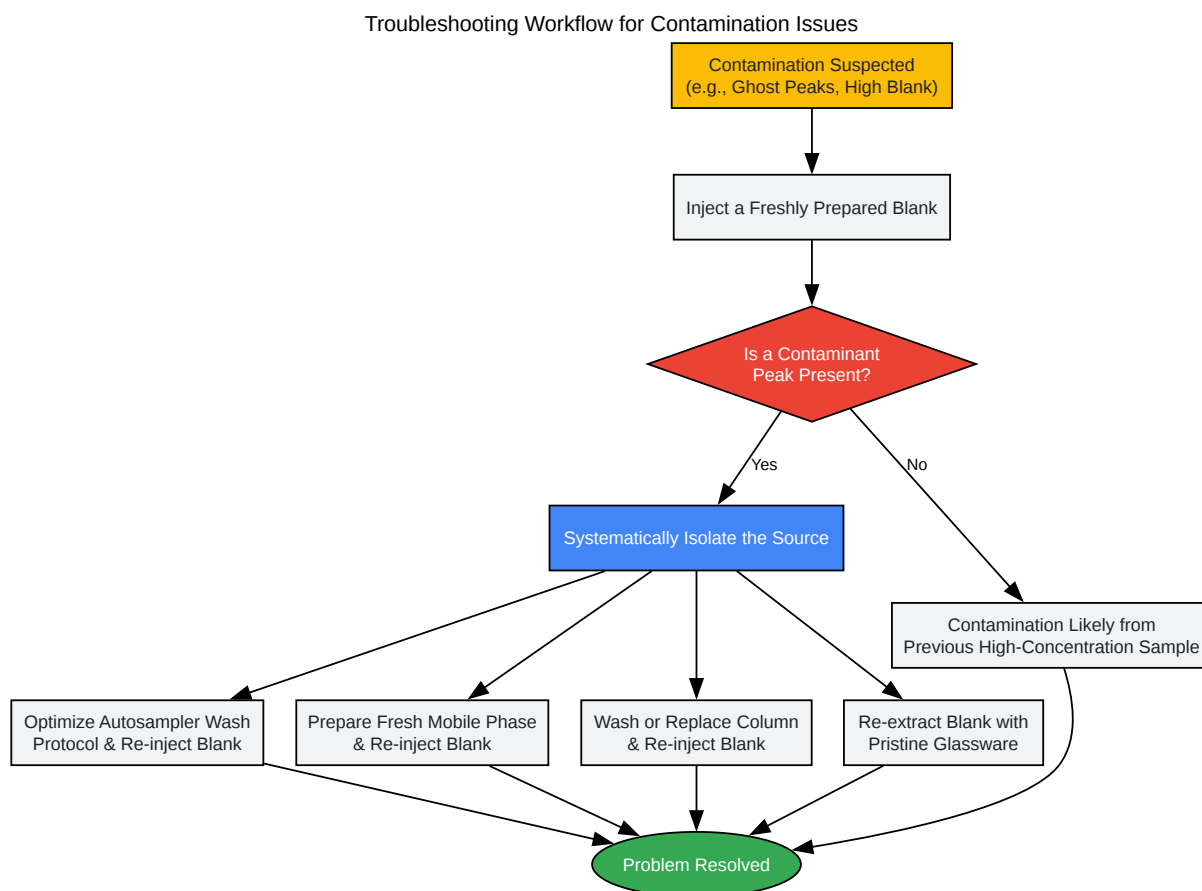 Troubleshooting Workflow for Contamination Issues
Contamination Suspected
(e.g., Ghost Peaks, High Blank)
Inject a Freshly Prepared Blank
Is a Contaminant
Peak Present?
Yes
No
Systematically Isolate the Source
Contamination Likely from
Previous High-Concentration Sample
Optimize Autosampler Wash
Protocol & Re-inject Blank
Prepare Fresh Mobile Phase
& Re-inject Blank
Wash or Replace Column
& Re-inject Blank
Re-extract Blank with
Pristine Glassware
Problem Resolved